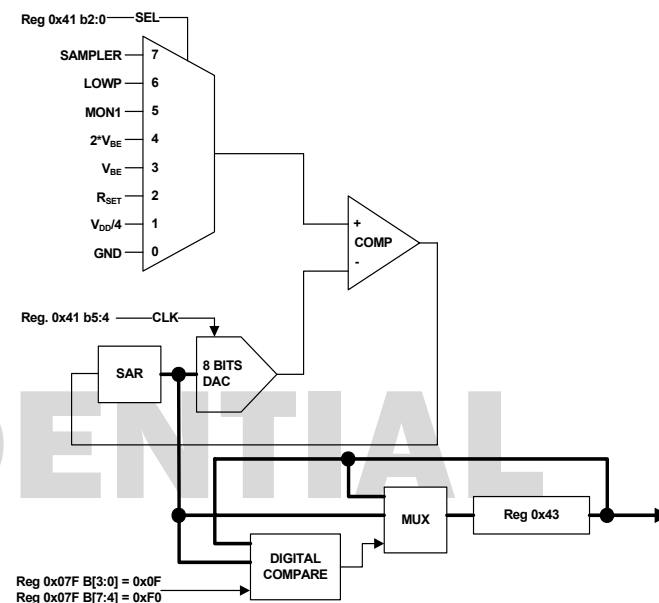 Reg 0x41 b2:0 SEL
SAMPLER 7
LOWP 6
MON1 5
2*VBE 4
VBE 3
RSET 2
VDD/4 1
GND 0
+
COMP
-
Reg. 0x41 b5:4 CLK
8 BITS
DAC
SAR
DENTIAL
MUX
Reg 0x43
DIGITAL
COMPARE
Reg 0x07F B[3:0] = 0x0F
Reg 0x07F B[7:4] = 0xF0